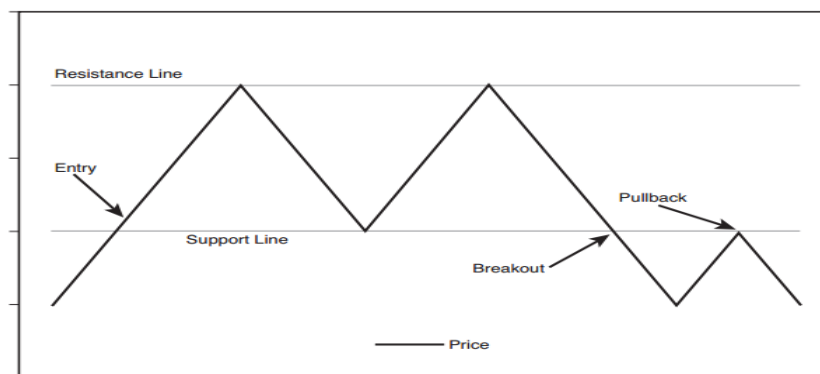 Resistance Line
Entry
Pullback
Support Line
Breakout
Price